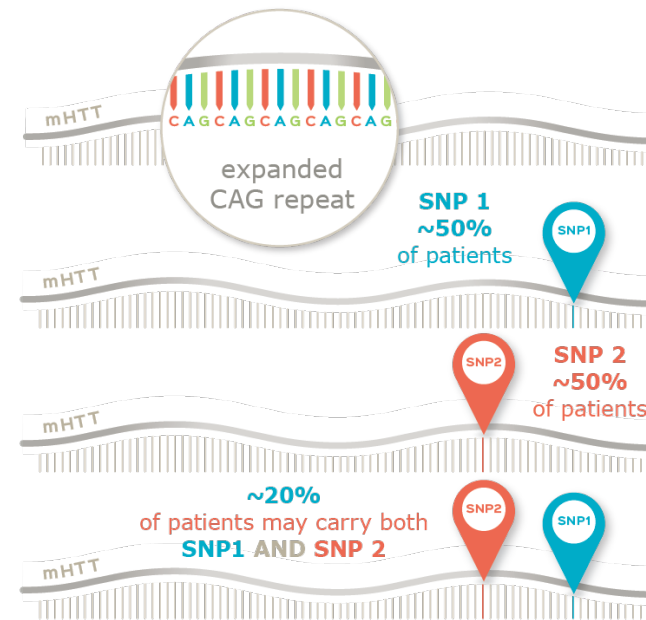 mHTT
CAGCAGCAGCAGCAG
expanded
CAG repeat
SNP 1
~50%
of patients
SNP1
mHTT
SNP2
SNP 2
~50%
of patients
mHTT
~20%
of patients may carry both
SNP1 AND SNP 2
SNP2
SNP1
mHTT